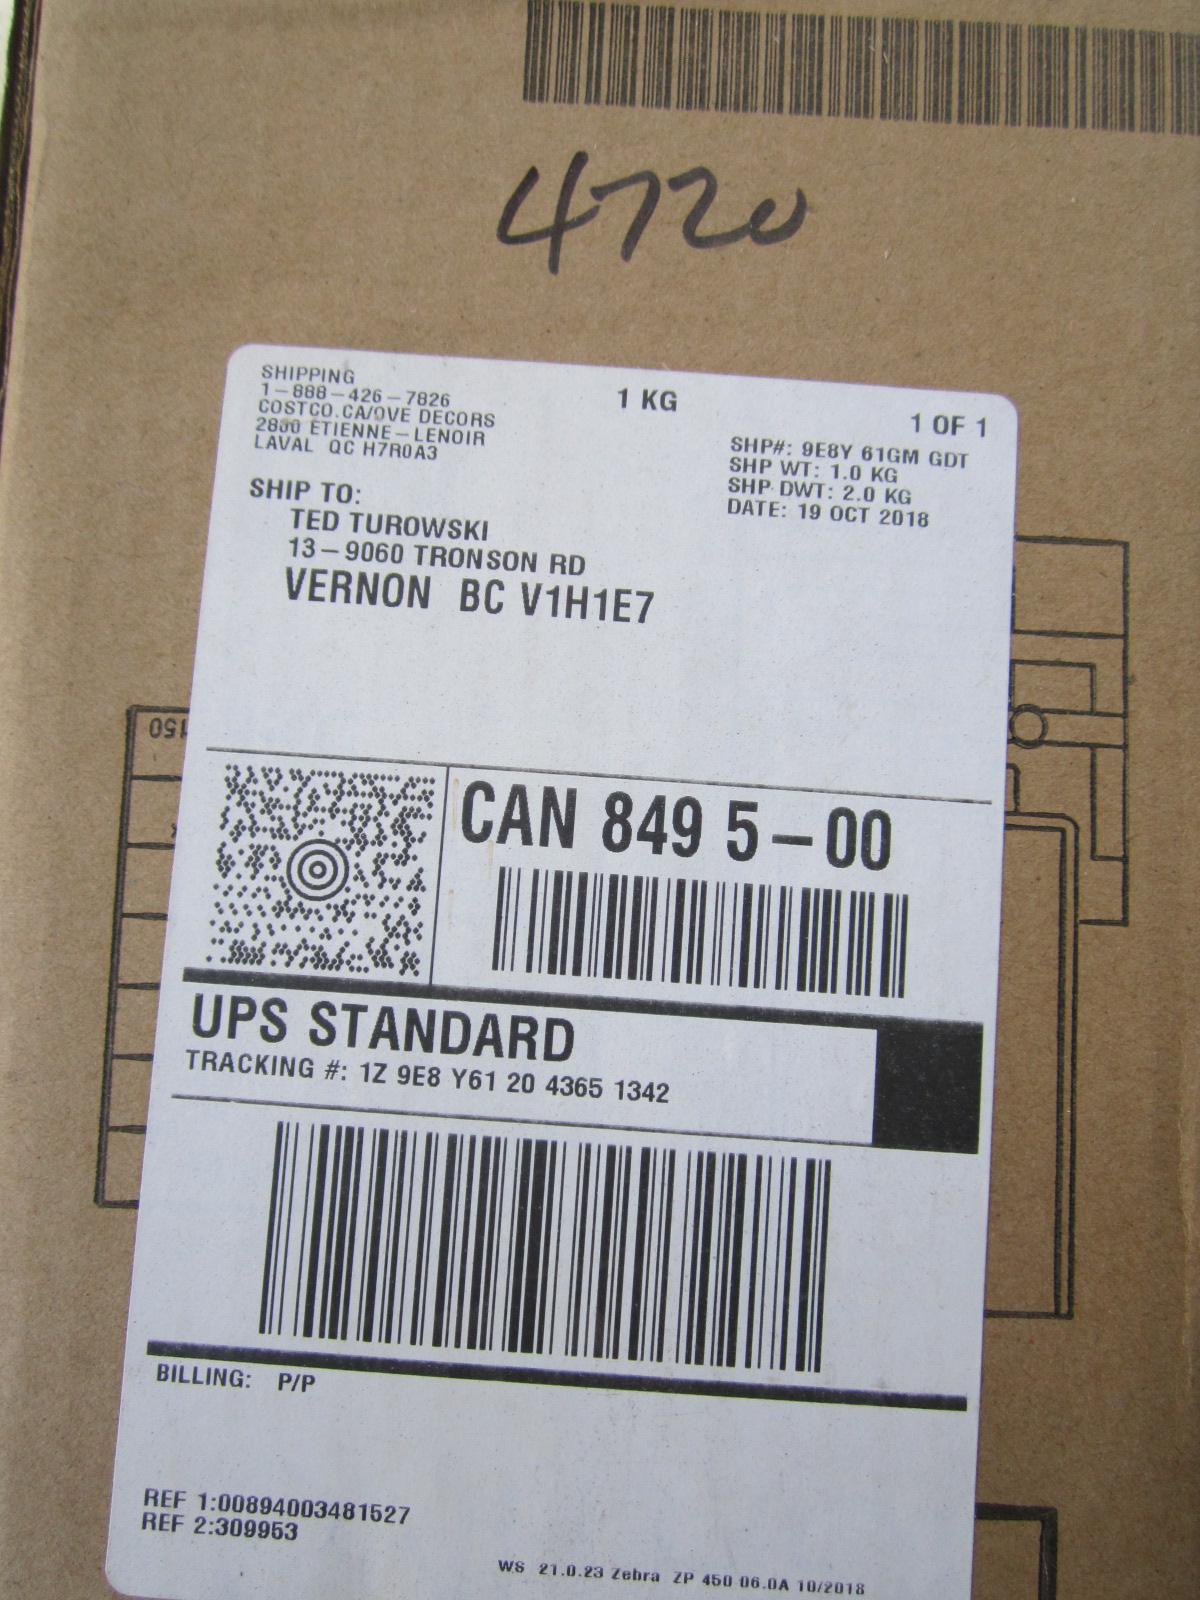 4720
SHIPPING
1-888-426-7826
COSTCO.CA/OVE DECORS
2800 ETIENNE-LENOIR
LAVAL QC H7R0A3
1 KG
1 OF 1
SHP#: 9E8Y 61GM GDT
SHP WT: 1.0 KG
SHP DWT: 2.0 KG
DATE: 19 OCT 2018
SHIP TO:
TED TUROWSKI
13-9060 TRONSON RD
VERNON BC V1H1E7
150
CAN 849 5-00
UPS STANDARD
TRACKING #: 1Z 9E8 Y61 20 4365 1342
BILLING: P/P
REF 1:00894003481527
REF 2:309953
WS 21.0.23 Zebra ZP 450 06.0A 10/2018